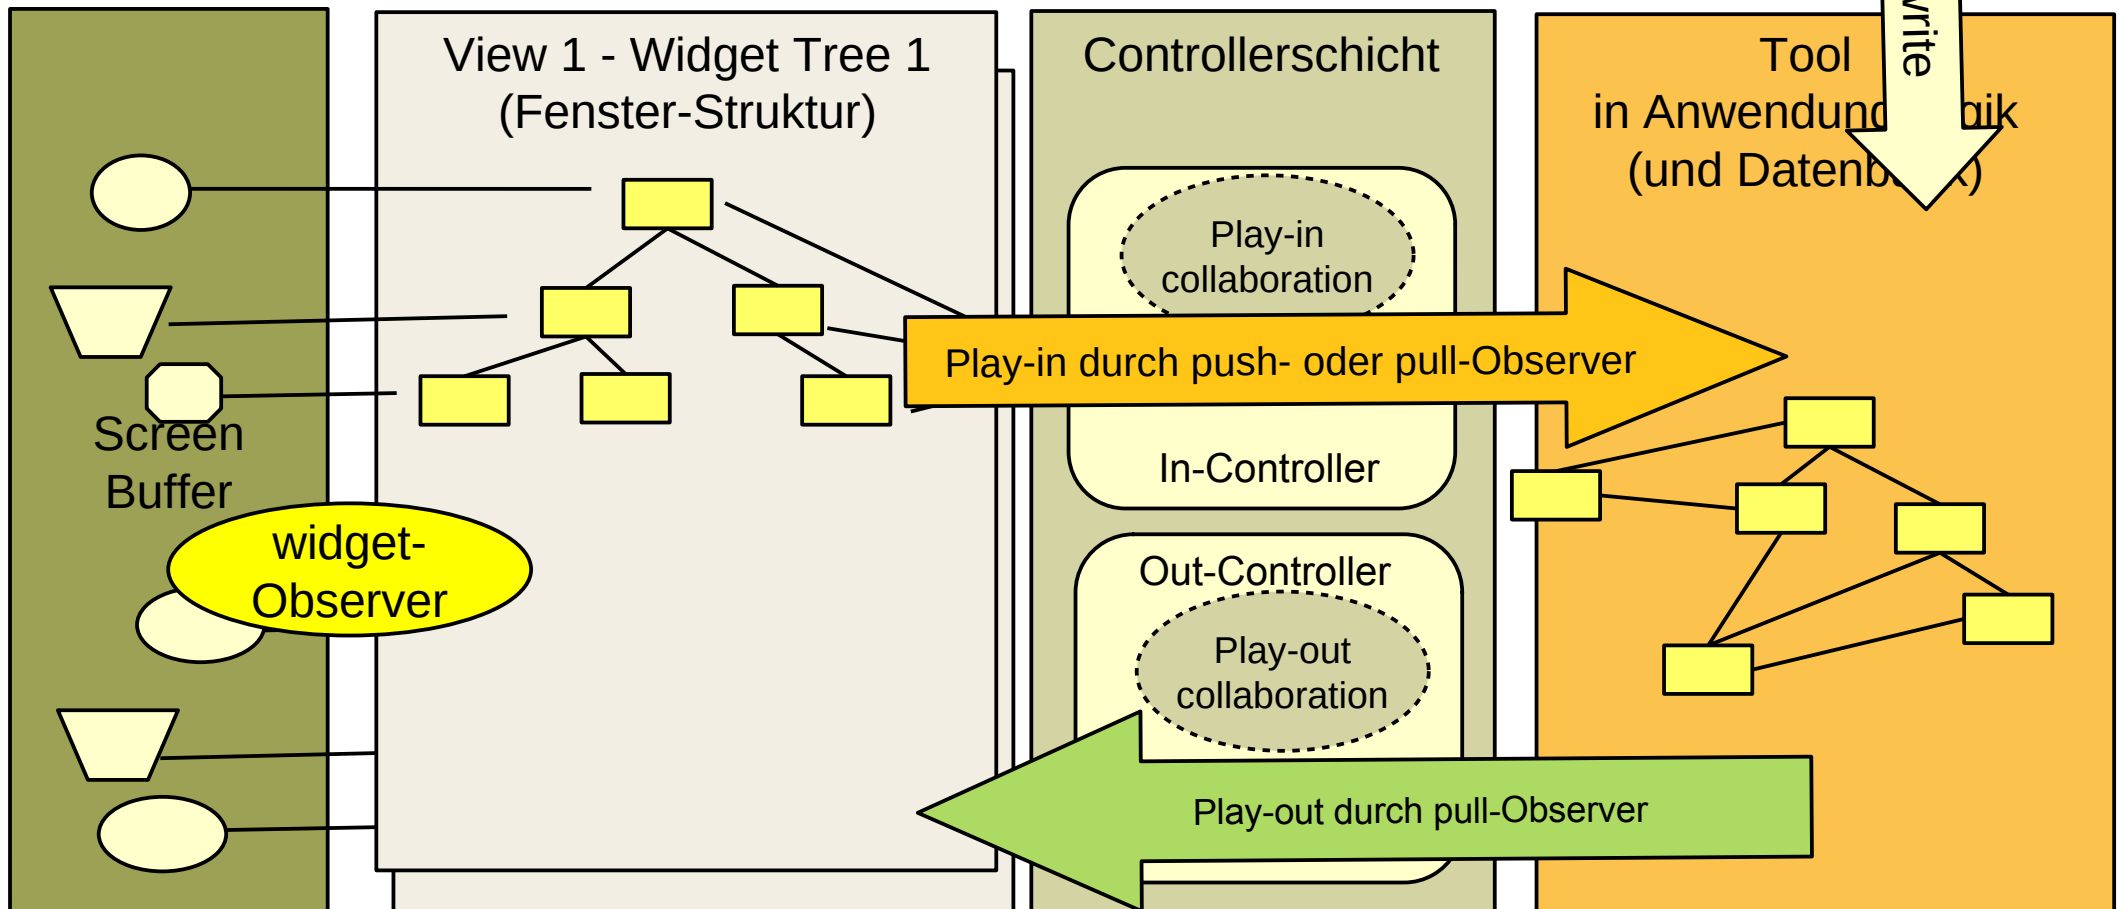 View 1 - Widget Tree 1
(Fenster-Struktur)
Controllerschicht
Tool
in
(und
write
Play-in
collaboration
Play-in durch push- oder pull-Observer
In-Controller
Screen
Buffer
widget-
Observer
Out-Controller
Play-out
collaboration
Play-out durch pull-Observer